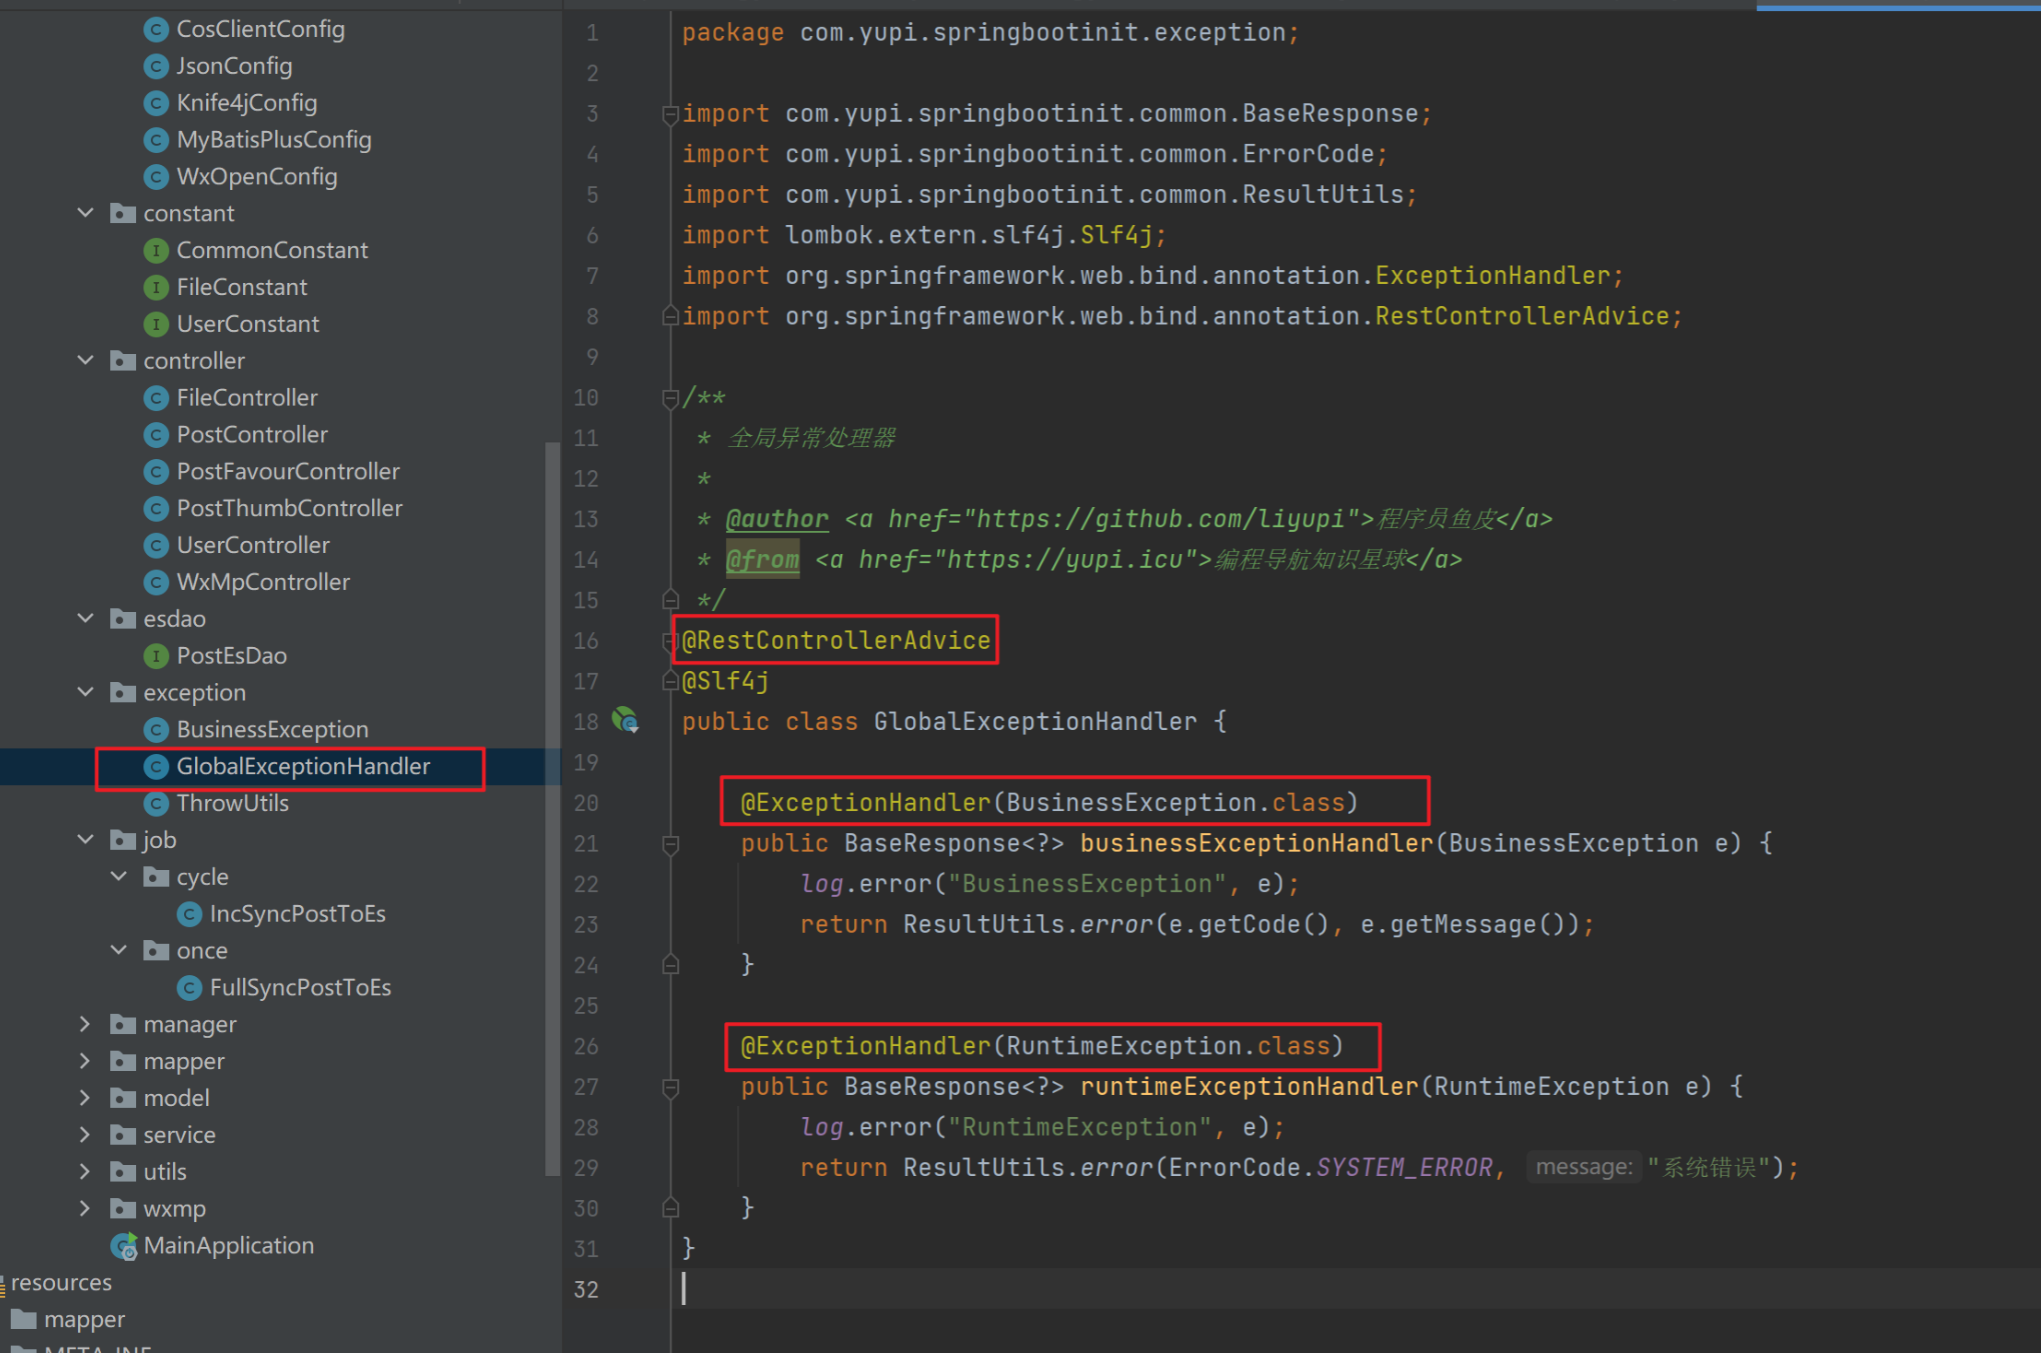 CosClientConfig
JsonConfig
Knife4jConfig
MyBatisPlusConfig
WxOpenConfig
constant
CommonConstant
FileConstant
UserConstant
controller
FileController
PostController
PostFavourController
PostThumbController
UserController
WxMpController
esdao
PostEsDao
exception
BusinessException
GlobalExceptionHandler
ThrowUtils
job
cycle
IncSyncPostToEs
once
FullSyncPostToEs
manager
mapper
model
service
utils
wxmp
MainApplication
resources
mapper
META-INF
1 package com.yupi.springbootinit.exception;
2
3 import com.yupi.springbootinit.common.BaseResponse;
4 import com.yupi.springbootinit.common.ErrorCode;
5 import com.yupi.springbootinit.common.ResultUtils;
6 import lombok.extern.slf4j.Slf4j;
7 import org.springframework.web.bind.annotation.ExceptionHandler;
8 import org.springframework.web.bind.annotation.RestControllerAdvice;
9
10 /**
11 * 全局异常处理器
12 *
13 * @author <a href="https://github.com/liyupi">程序员鱼皮</a>
14 * @from <a href="https://yupi.icu">编程导航知识星球</a>
15 */
16 @RestControllerAdvice
17 @Slf4j
18 public class GlobalExceptionHandler {
19
20 @ExceptionHandler(BusinessException.class)
21 public BaseResponse<?> businessExceptionHandler(BusinessException e) {
22 log.error("BusinessException", e);
23 return ResultUtils.error(e.getCode(), e.getMessage());
24 }
25
26 @ExceptionHandler(RuntimeException.class)
27 public BaseResponse<?> runtimeExceptionHandler(RuntimeException e) {
28 log.error("RuntimeException", e);
29 return ResultUtils.error(ErrorCode.SYSTEM_ERROR, message: "系统错误");
30 }
31 }
32